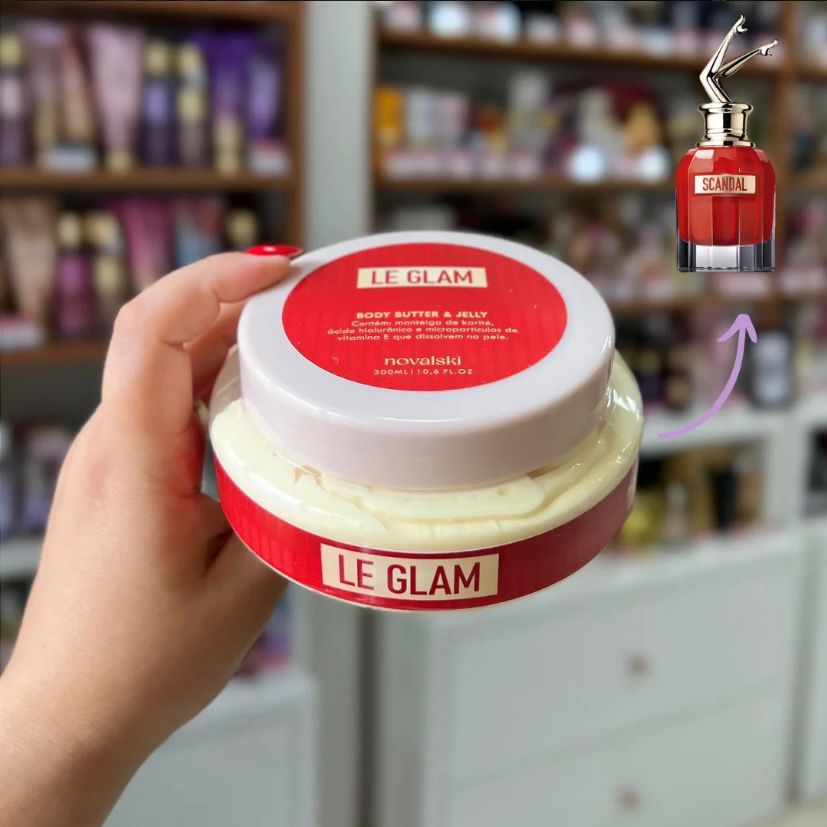 SCANDAL
LE GLAM
BODY BUTTER & JELLY
Contém: manteiga de karité,
ácido hialurônico e micropartículas de
vitamina E que dissolvem na pele.
novalski
300ML | 10,6 FL.OZ
LE GLAM